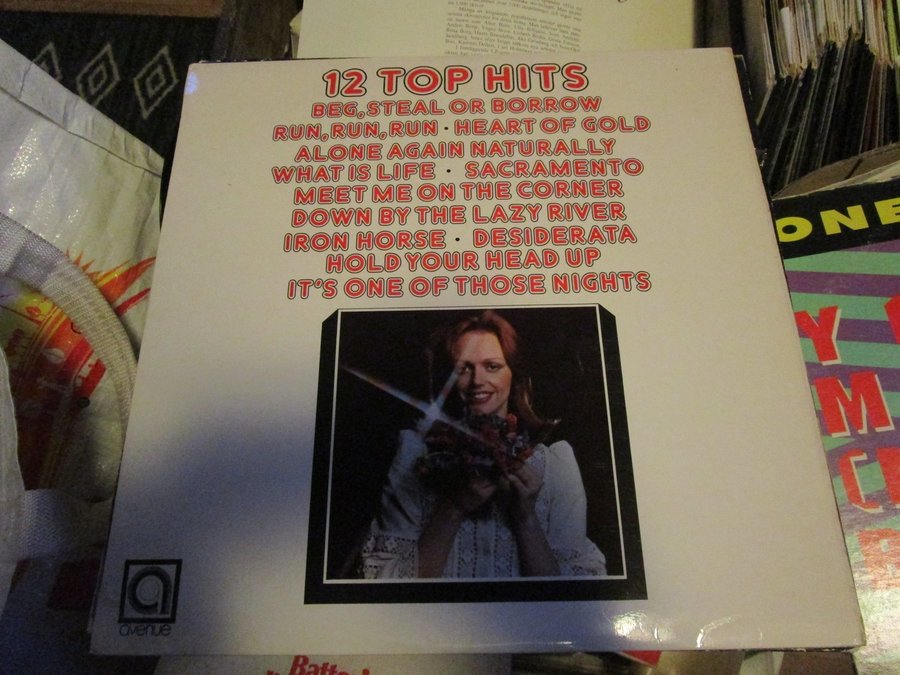 12 TOP HITS
BEG, STEAL OR BORROW
RUN, RUN, RUN · HEART OF GOLD
ALONE AGAIN NATURALLY
WHAT IS LIFE · SACRAMENTO
MEET ME ON THE CORNER
DOWN BY THE LAZY RIVER
IRON HORSE · DESIDERATA
HOLD YOUR HEAD UP
IT'S ONE OF THOSE NIGHTS
a
avenue
ONE
Y
M